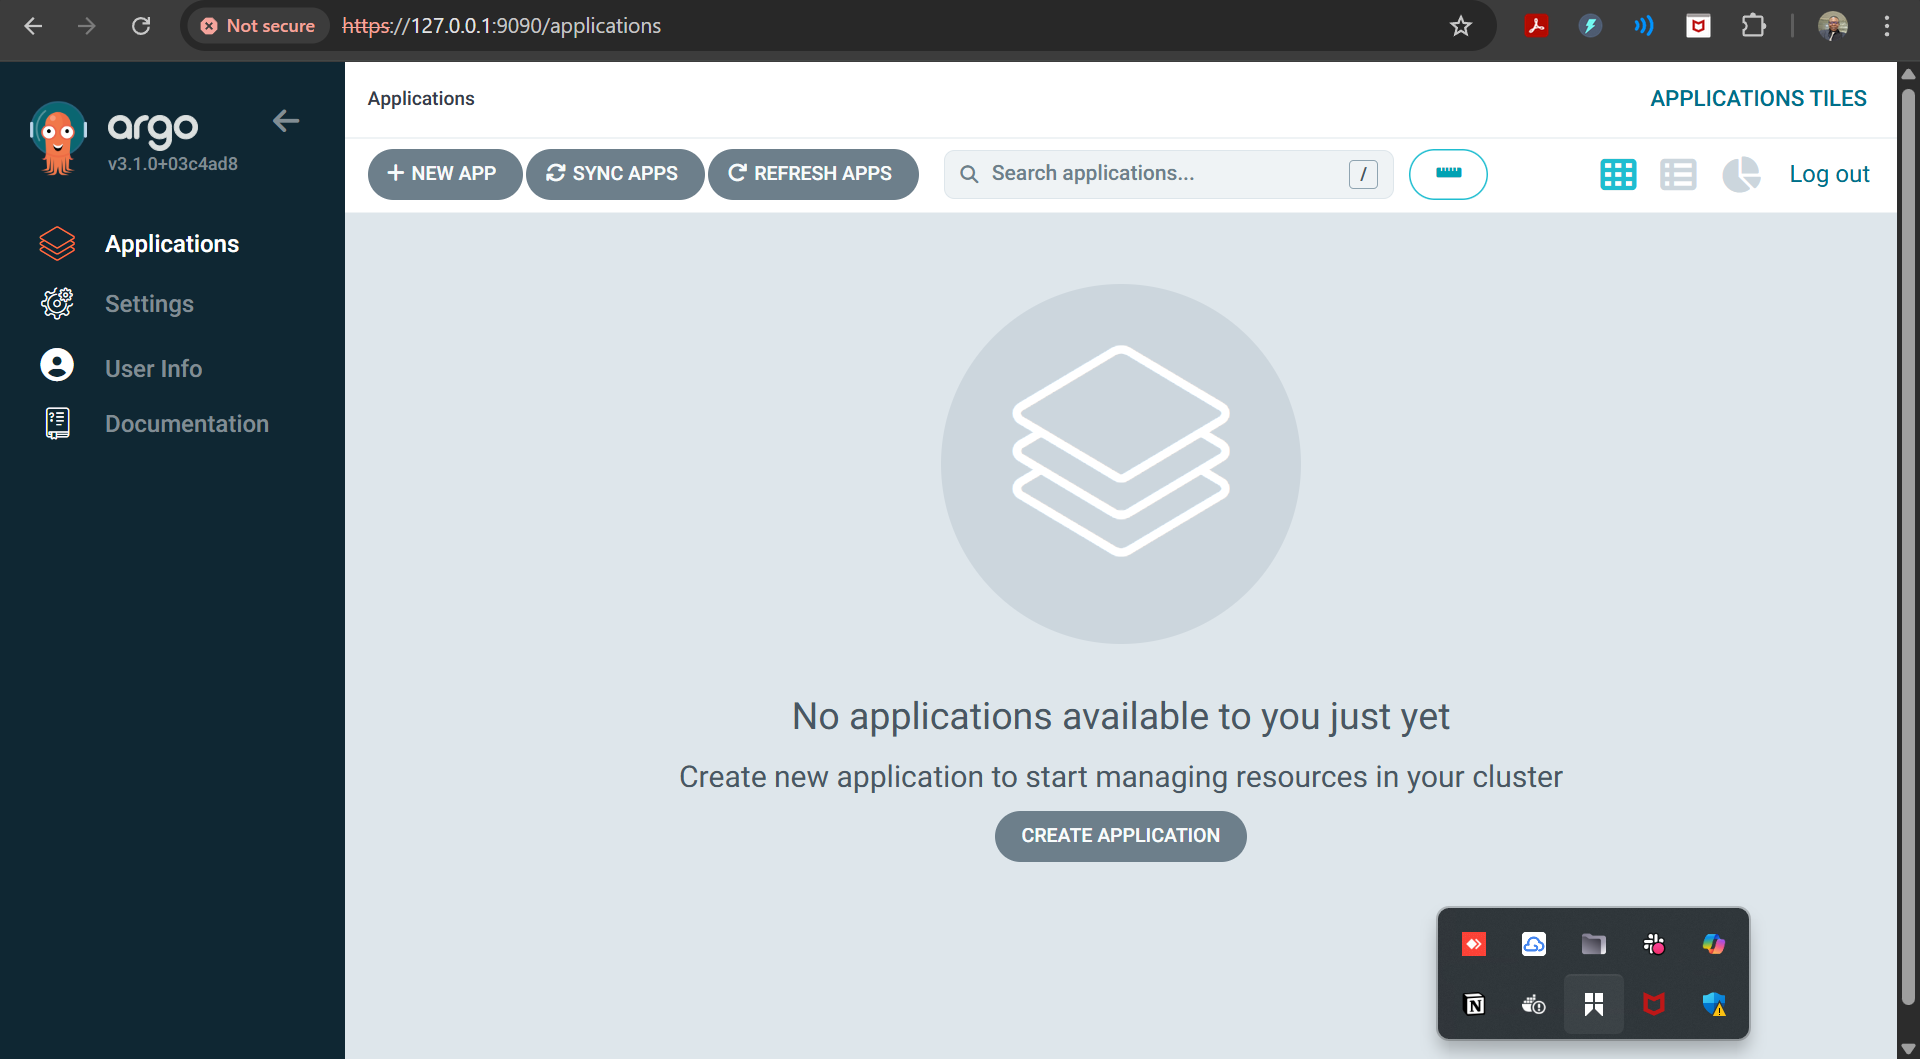 Not secure
https://127.0.0.1:9090/applications
argo
v3.1.0+03c4ad8
Applications
Settings
User Info
Documentation
Applications
APPLICATIONS TILES
+ NEW APP
SYNC APPS
REFRESH APPS
Search applications...
/
Log out
No applications available to you just yet
Create new application to start managing resources in your cluster
CREATE APPLICATION